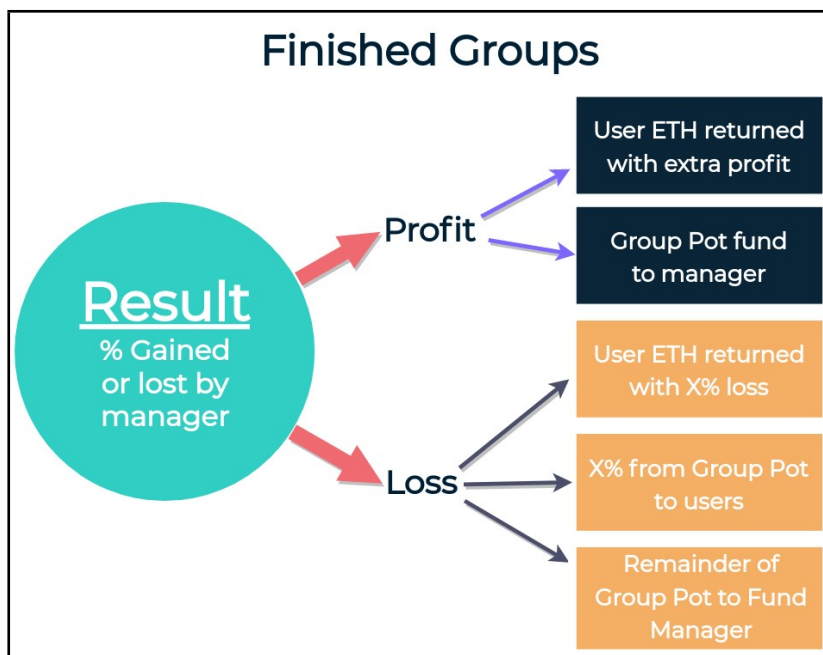 Finished Groups
Result
% Gained
or lost by
manager
Profit
User ETH returned
with extra profit
Group Pot fund
to manager
Loss
User ETH returned
with X% loss
X% from Group Pot
to users
Remainder of
Group Pot to Fund
Manager